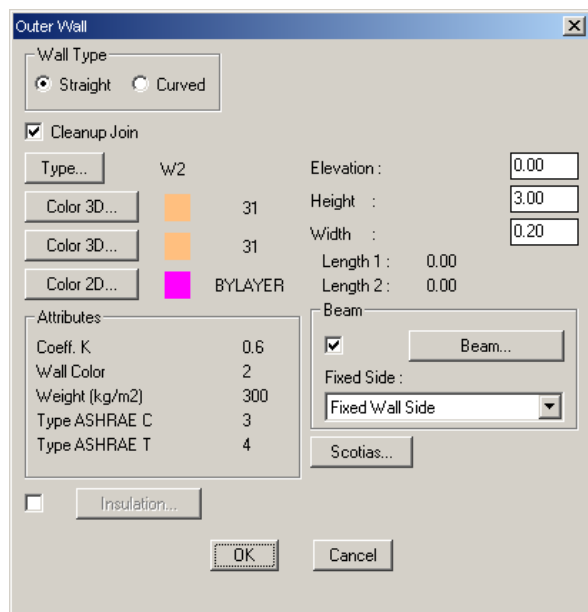 Outer Wall
Wall Type
Straight Curved
Cleanup Join
Type... W2
Color 3D... 31
Color 3D... 31
Color 2D... BYLAYER
Elevation : 0.00
Height : 3.00
Width : 0.20
Length 1 : 0.00
Length 2 : 0.00
Attributes
Coeff. K 0.6
Wall Color 2
Weight (kg/m2) 300
Type ASHRAE C 3
Type ASHRAE T 4
Beam
Beam...
Fixed Side :
Fixed Wall Side
Scotias...
Insulation...
OK Cancel